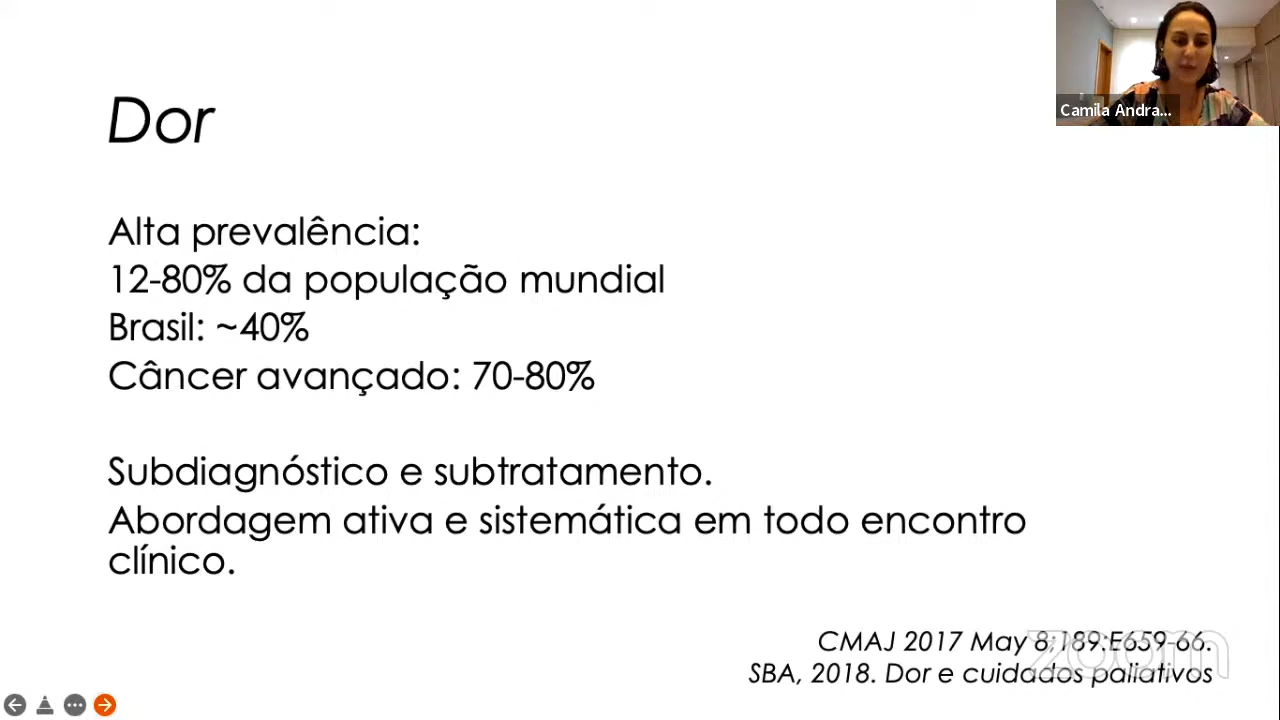 Dor
Camila Andra...
Alta prevalência:
12-80% da população mundial
Brasil: ~40%
Câncer avançado: 70-80%
Subdiagnóstico e subtratamento.
Abordagem ativa e sistemática em todo encontro
clínico.
CMAJ 2017 May 8;189:E659-66.
SBA, 2018. Dor e cuidados paliativos
zoom